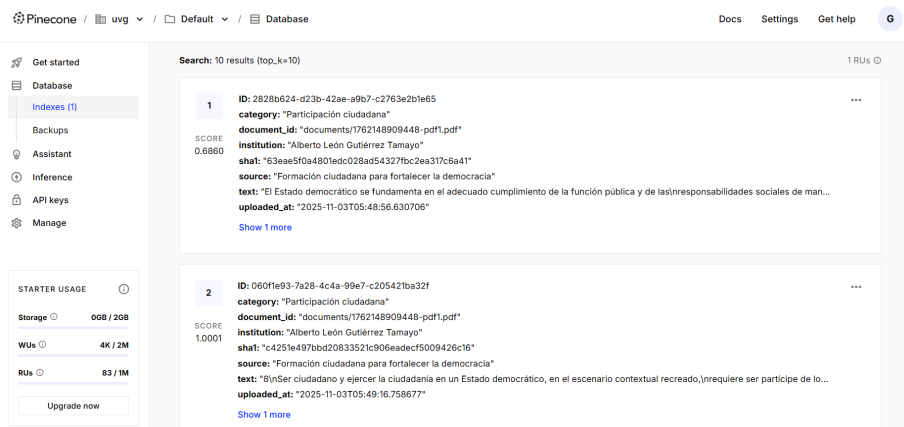 Pinecone / uvg / Default / Database Docs Settings Get help G
Get started
Database
Indexes (1)
Backups
Assistant
Inference
API keys
Manage
STARTER USAGE
Storage 0GB / 2GB
WUs 4K / 2M
RUs 83 / 1M
Upgrade now
Search: 10 results (top_k=10) 1 RUs
1
SCORE
0.6860
ID: 2828b624-d23b-42ae-a9b7-c2763e2b1e65
category: "Participación ciudadana"
document_id: "documents/1762148909448-pdf1.pdf"
institution: "Alberto León Gutiérrez Tamayo"
sha1: "63eae5f0a4801edc028ad54327fbc2ea317c6a41"
source: "Formación ciudadana para fortalecer la democracia"
text: "El Estado democrático se fundamenta en el adecuado cumplimiento de la función pública y de las\nresponsabilidades sociales de man...
uploaded_at: "2025-11-03T05:48:56.630706"
Show 1 more
2
SCORE
1.0001
ID: 060f1e93-7a28-4c4a-99e7-c205421ba32f
category: "Participación ciudadana"
document_id: "documents/1762148909448-pdf1.pdf"
institution: "Alberto León Gutiérrez Tamayo"
sha1: "c4251e497bbd20833521c906eadecf5009426c16"
source: "Formación ciudadana para fortalecer la democracia"
text: "8\nSer ciudadano y ejercer la ciudadanía en un Estado democrático, en el escenario contextual recreado,\nrequiere ser partícipe de lo...
uploaded_at: "2025-11-03T05:49:16.758677"
Show 1 more